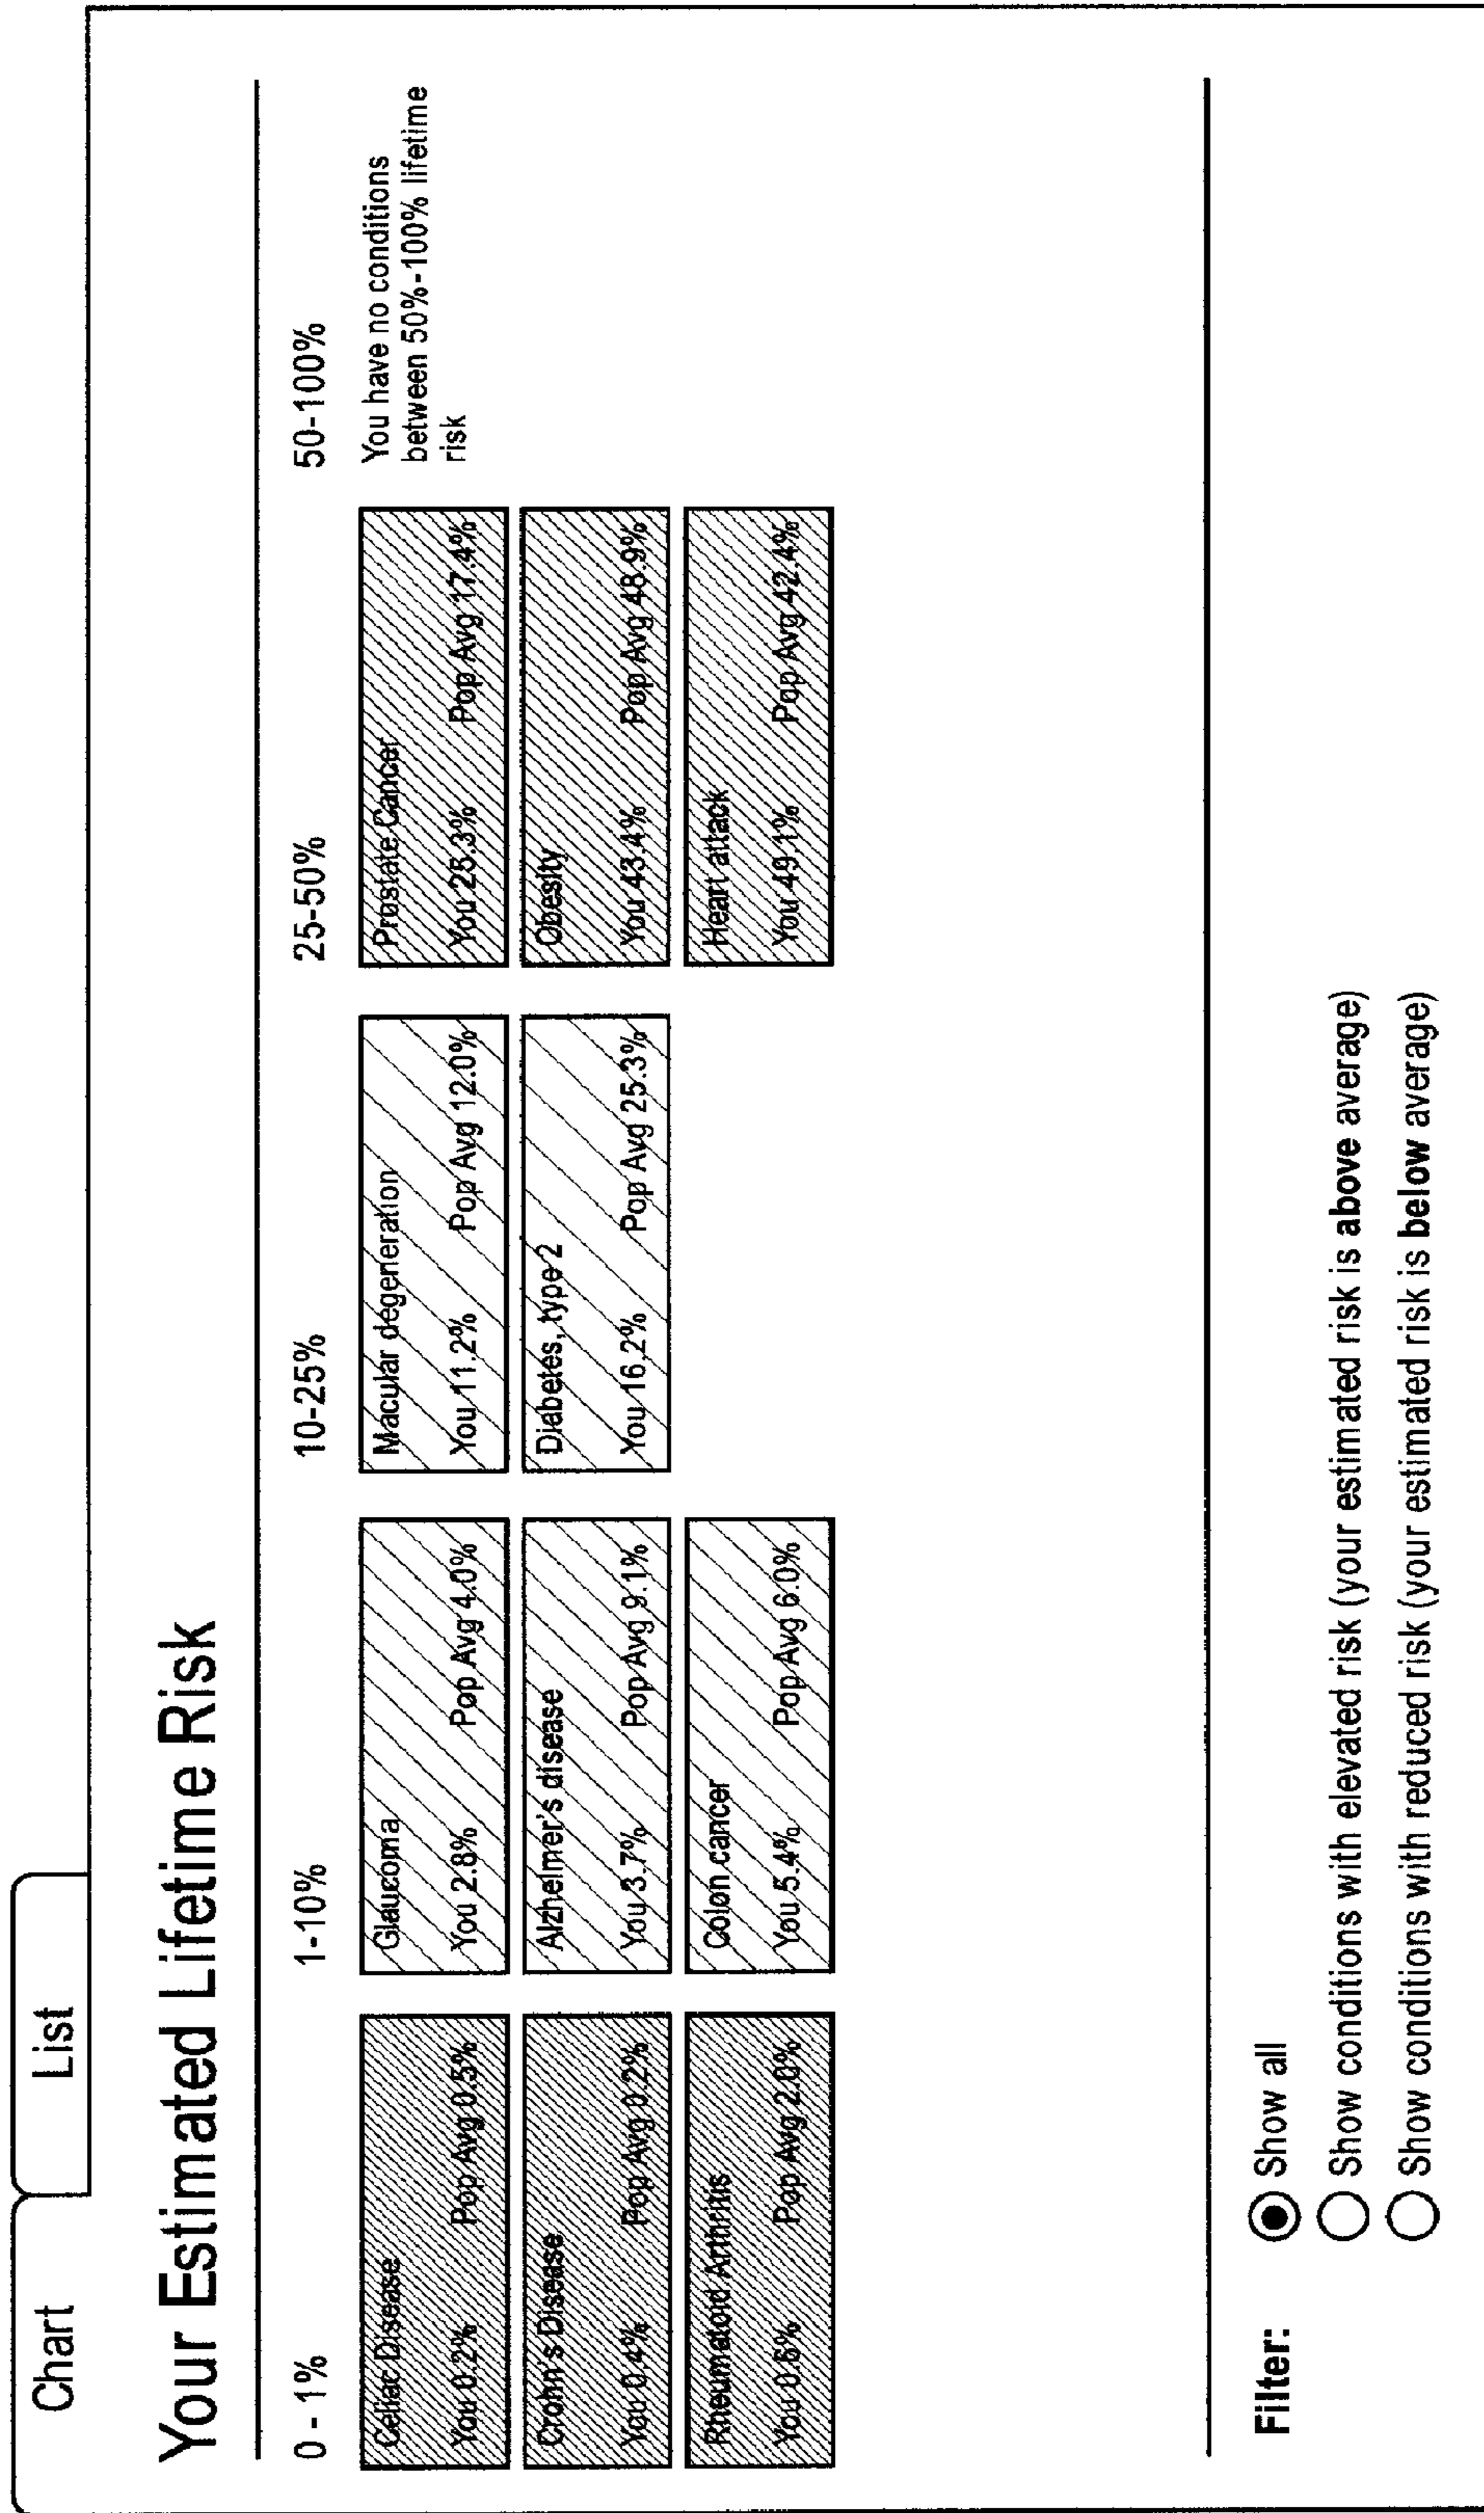 Chart
List
Your Estimated Lifetime Risk
0 - 1%
1-10%
10-25%
25-50%
50-100%
Celiac Disease
You 0.2% Pop Avg 0.5%
Crohn's Disease
You 0.4% Pop Avg 0.2%
Rheumatoid Arthritis
You 0.6% Pop Avg 2.0%
Glaucoma
You 2.8% Pop Avg 4.0%
Alzheimer's disease
You 3.7% Pop Avg 9.1%
Colon cancer
You 5.4% Pop Avg 6.0%
Macular degeneration
You 11.2% Pop Avg 12.0%
Diabetes, type 2
You 16.2% Pop Avg 25.3%
Prostate Cancer
You 25.3% Pop Avg 17.4%
Obesity
You 43.4% Pop Avg 48.9%
Heart attack
You 49.1% Pop Avg 42.4%
You have no conditions
between 50%-100% lifetime
risk
Filter:
Show all
Show conditions with elevated risk (your estimated risk is above average)
Show conditions with reduced risk (your estimated risk is below average)